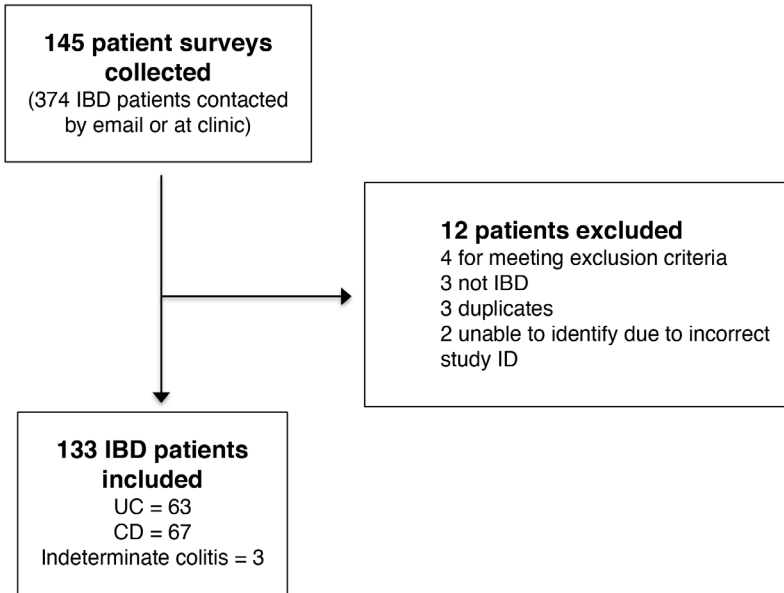 145 patient surveys
collected
(374 IBD patients contacted
by email or at clinic)
12 patients excluded
4 for meeting exclusion criteria
3 not IBD
3 duplicates
2 unable to identify due to incorrect
study ID
133 IBD patients
included
UC = 63
CD = 67
Indeterminate colitis = 3